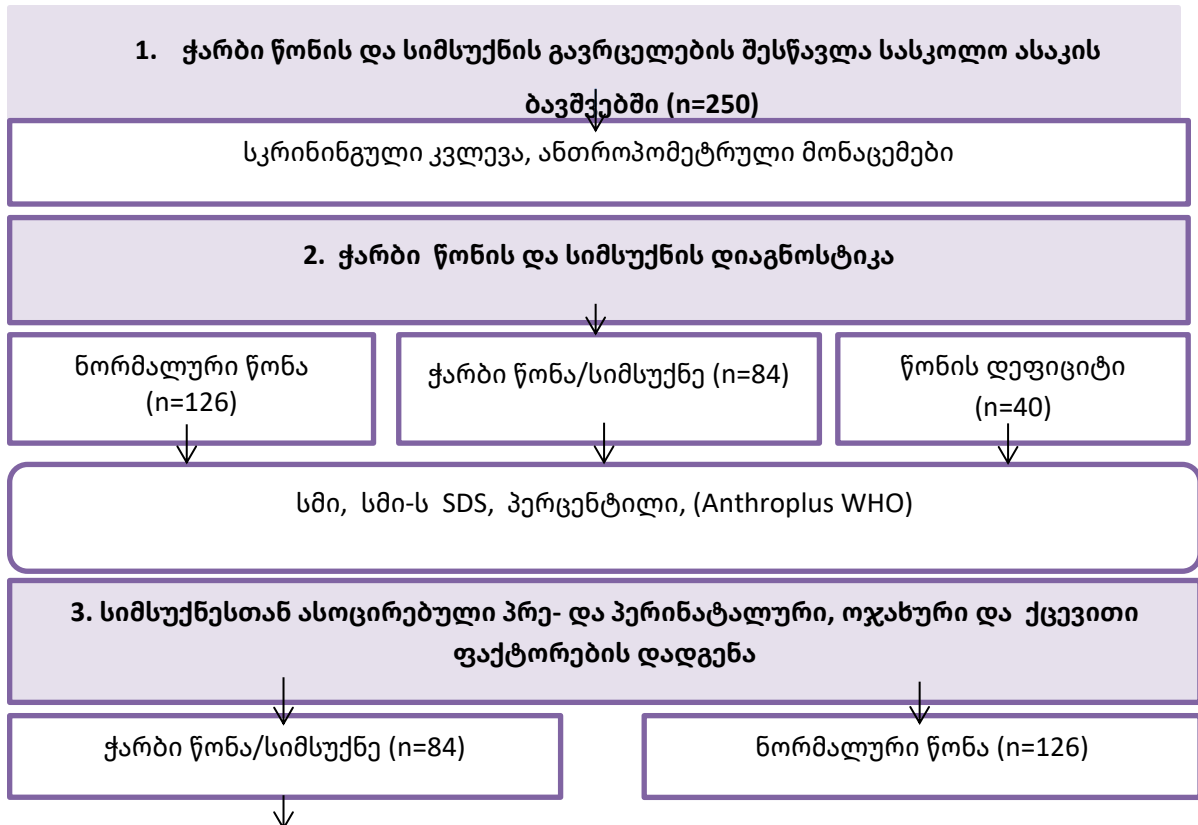 1. ჭარბი წონის და სიმსუქნის გავრცელების შესწავლა სასკოლო ასაკის
ბავშვებში (n=250)
სკრინინგული კვლევა, ანთროპომეტრული მონაცემები
2. ჭარბი წონის და სიმსუქნის დიაგნოსტიკა
ნორმალური წონა
(n=126)
ჭარბი წონა/სიმსუქნე (n=84)
წონის დეფიციტი
(n=40)
სმი, სმი-ს SDS, პერცენტილი, (Anthroplus WHO)
3. სიმსუქნესთან ასოცირებული პრე- და პერინატალური, ოჯახური და ქცევითი
ფაქტორების დადგენა
ჭარბი წონა/სიმსუქნე (n=84)
ნორმალური წონა (n=126)